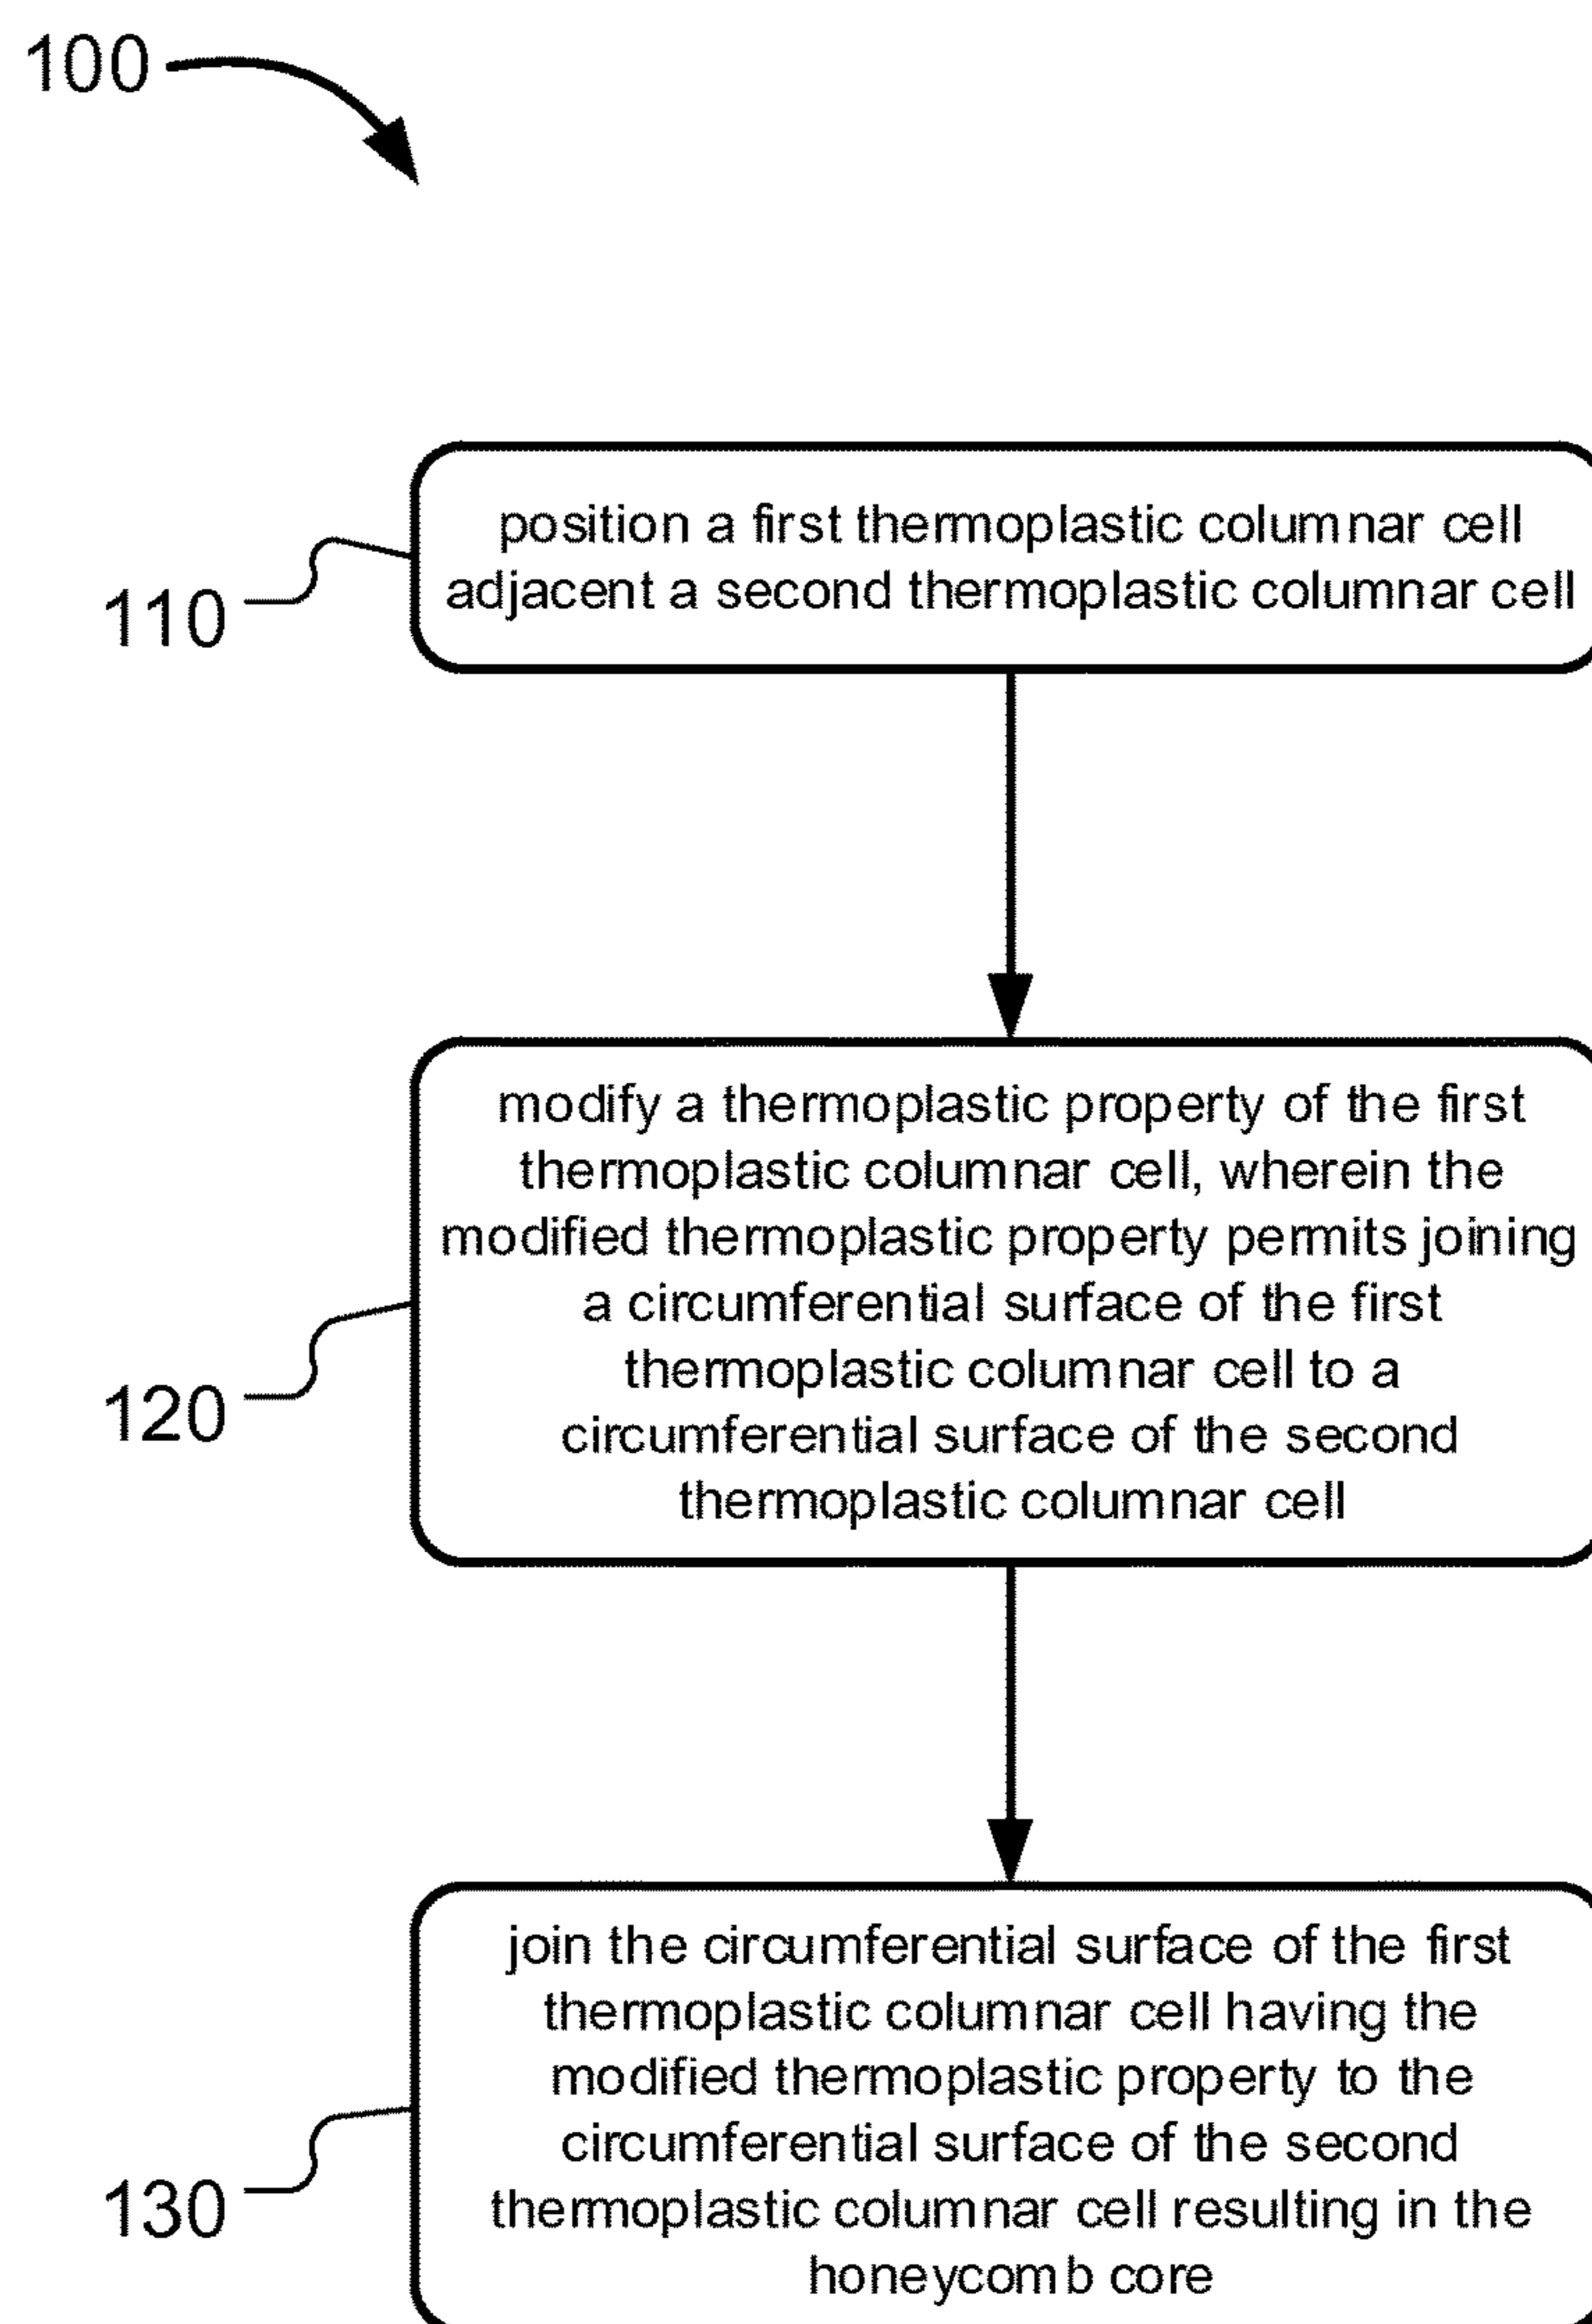 100
position a first thermoplastic columnar cell
adjacent a second thermoplastic columnar cell
110
modify a thermoplastic property of the first
thermoplastic columnar cell, wherein the
modified thermoplastic property permits joining
a circumferential surface of the first
thermoplastic columnar cell to a
circumferential surface of the second
thermoplastic columnar cell
120
join the circumferential surface of the first
thermoplastic columnar cell having the
modified thermoplastic property to the
circumferential surface of the second
thermoplastic columnar cell resulting in the
honeycomb core
130